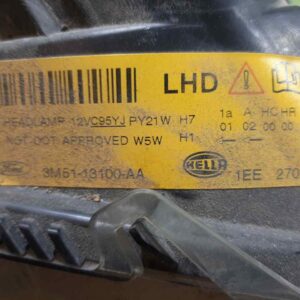 LHD
HEADLAMP 12VC95YJ PY21W H7
NOT DOT APPROVED W5W H1
1a A HC HR
01 02 00 00
3M51-13100-AA
HELLA
1EE 270